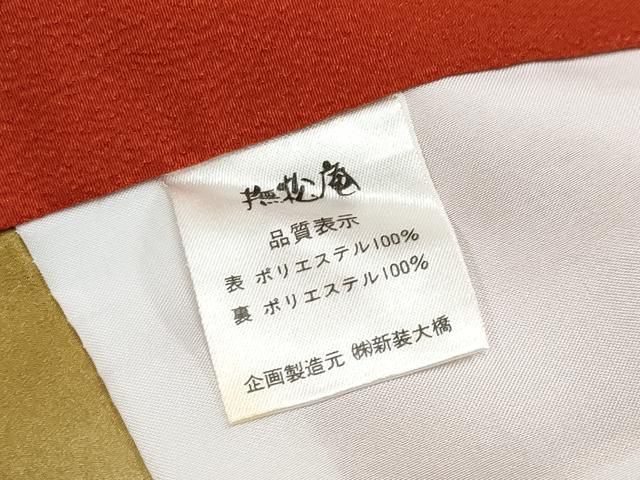 撫松庵
品質表示
表 ポリエステル100%
裏 ポリエステル100%
企画製造元 ㈱新装大橋